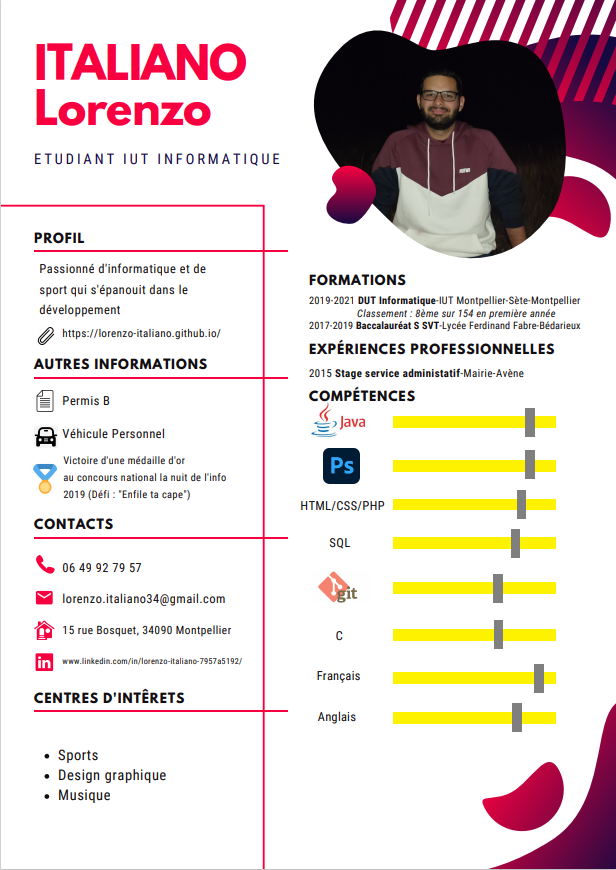 ITALIANO
Lorenzo
ETUDIANT IUT INFORMATIQUE
PROFIL
Passionné d'informatique et de
sport qui s'épanouit dans le
développement
https://lorenzo-italiano.github.io/
AUTRES INFORMATIONS
Permis B
Véhicule Personnel
Victoire d'une médaille d'or
au concours national la nuit de l'info
2019 (Défi : "Enfile ta cape")
CONTACTS
06 49 92 79 57
lorenzo.italiano34@gmail.com
15 rue Bosquet, 34090 Montpellier
www.linkedin.com/in/lorenzo-italiano-7957a5192/
CENTRES D'INTÊRETS
Sports
Design graphique
Musique
FORMATIONS
2019-2021 DUT Informatique-IUT Montpellier-Sète-Montpellier
Classement : 8ème sur 154 en première année
2017-2019 Baccalauréat S SVT-Lycée Ferdinand Fabre-Bédarieux
EXPÉRIENCES PROFESSIONNELLES
2015 Stage service administatif-Mairie-Avène
COMPÉTENCES
Java
Ps
HTML/CSS/PHP
SQL
git
C
Français
Anglais